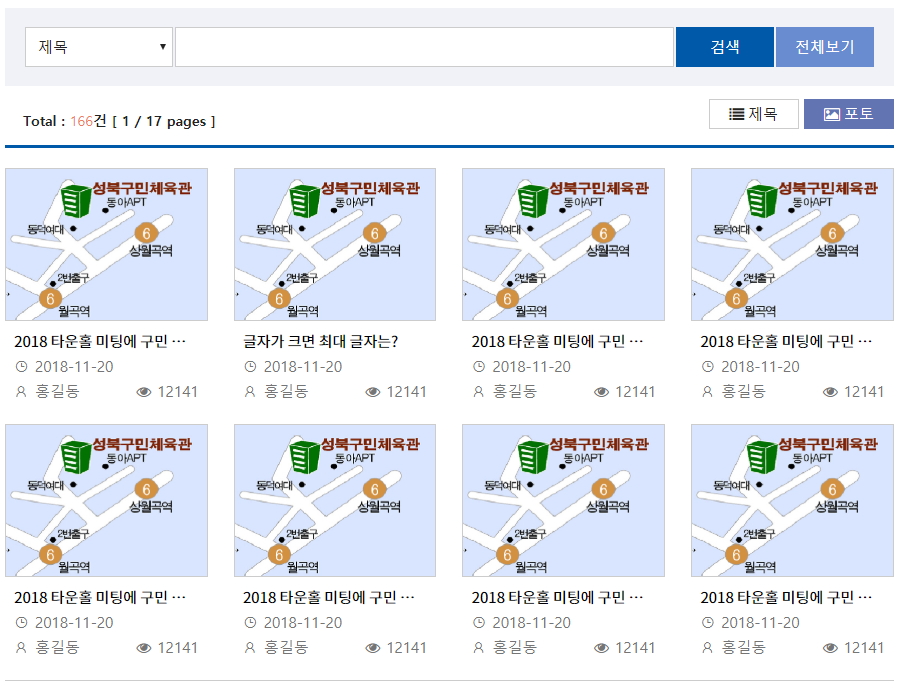 제목
검색
전체보기
Total : 166건 [ 1 / 17 pages ]
제목
포토
성북구민체육관
동아APT
동덕여대
6
상월곡역
2번출구
6
월곡역
2018 타운홀 미팅에 구민 ···
2018-11-20
홍길동 12141
성북구민체육관
동아APT
동덕여대
6
상월곡역
2번출구
6
월곡역
글자가 크면 최대 글자는?
2018-11-20
홍길동 12141
성북구민체육관
동아APT
동덕여대
6
상월곡역
2번출구
6
월곡역
2018 타운홀 미팅에 구민 ···
2018-11-20
홍길동 12141
성북구민체육관
동아APT
동덕여대
6
상월곡역
2번출구
6
월곡역
2018 타운홀 미팅에 구민 ···
2018-11-20
홍길동 12141
성북구민체육관
동아APT
동덕여대
6
상월곡역
2번출구
6
월곡역
2018 타운홀 미팅에 구민 ···
2018-11-20
홍길동 12141
성북구민체육관
동아APT
동덕여대
6
상월곡역
2번출구
6
월곡역
2018 타운홀 미팅에 구민 ···
2018-11-20
홍길동 12141
성북구민체육관
동아APT
동덕여대
6
상월곡역
2번출구
6
월곡역
2018 타운홀 미팅에 구민 ···
2018-11-20
홍길동 12141
성북구민체육관
동아APT
동덕여대
6
상월곡역
2번출구
6
월곡역
2018 타운홀 미팅에 구민 ···
2018-11-20
홍길동 12141